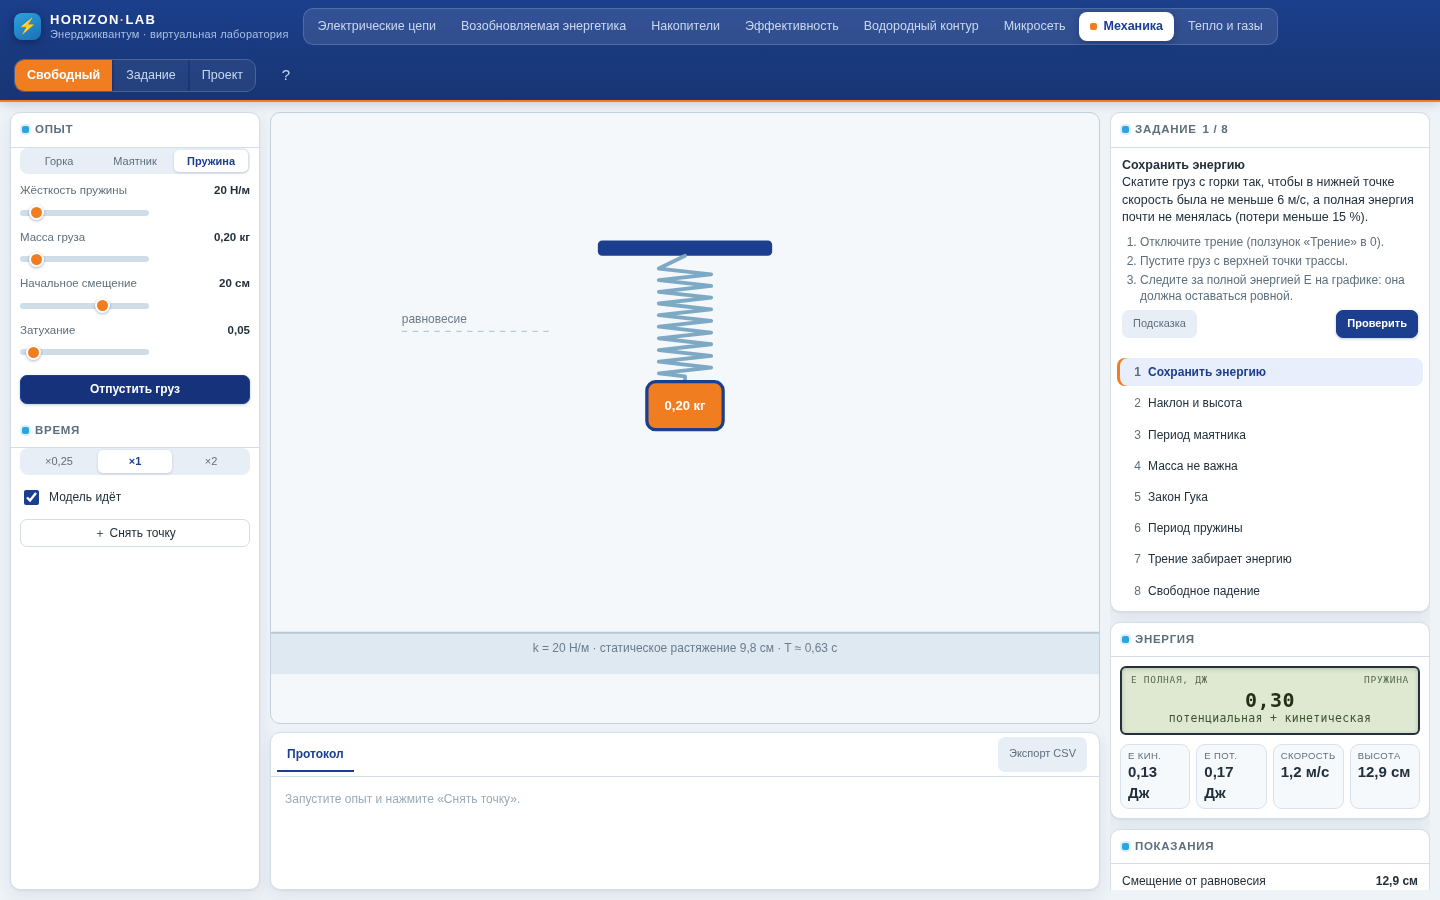 HORIZON·LAB
Энерджиквантум · виртуальная лаборатория
Электрические цепи
Возобновляемая энергетика
Накопители
Эффективность
Водородный контур
Микросеть
Механика
Тепло и газы
Свободный
Задание
Проект
?
ОПЫТ
Горка
Маятник
Пружина
Жёсткость пружины 20 Н/м
Масса груза 0,20 кг
Начальное смещение 20 см
Затухание 0,05
Отпустить груз
ВРЕМЯ
×0,25
×1
×2
Модель идёт
+ Снять точку
равновесие
0,20 кг
k = 20 Н/м · статическое растяжение 9,8 см · T ≈ 0,63 с
Протокол
Экспорт CSV
Запустите опыт и нажмите «Снять точку».
ЗАДАНИЕ 1 / 8
Сохранить энергию
Скатите груз с горки так, чтобы в нижней точке
скорость была не меньше 6 м/с, а полная энергия
почти не менялась (потери меньше 15 %).
1. Отключите трение (ползунок «Трение» в 0).
2. Пустите груз с верхней точки трассы.
3. Следите за полной энергией E на графике: она
должна оставаться ровной.
Подсказка
Проверить
1 Сохранить энергию
2 Наклон и высота
3 Период маятника
4 Масса не важна
5 Закон Гука
6 Период пружины
7 Трение забирает энергию
8 Свободное падение
ЭНЕРГИЯ
E ПОЛНАЯ, ДЖ
ПРУЖИНА
0,30
потенциальная + кинетическая
E КИН.
0,13
Дж
E ПОТ.
0,17
Дж
СКОРОСТЬ
1,2 м/с
ВЫСОТА
12,9 см
ПОКАЗАНИЯ
Смещение от равновесия 12,9 см